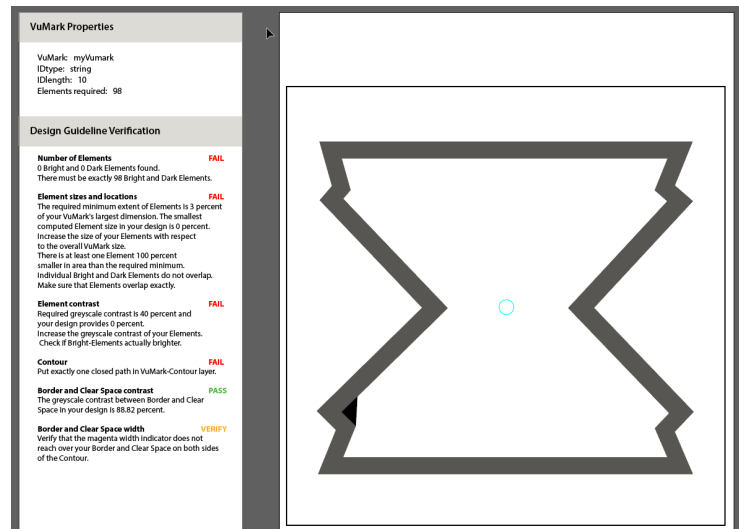 VuMark Properties
VuMark: myVumark
IDtype: string
IDlength: 10
Elements required: 98
Design Guideline Verification
Number of Elements FAIL
0 Bright and 0 Dark Elements found.
There must be exactly 98 Bright and Dark Elements.
Element sizes and locations FAIL
The required minimum extent of Elements is 3 percent
of your VuMark's largest dimension. The smallest
computed Element size in your design is 0 percent.
Increase the size of your Elements with respect
to the overall VuMark size.
There is at least one Element 100 percent
smaller in area than the required minimum.
Individual Bright and Dark Elements do not overlap.
Make sure that Elements overlap exactly.
Element contrast FAIL
Required greyscale contrast is 40 percent and
your design provides 0 percent.
Increase the greyscale contrast of your Elements.
Check if Bright-Elements actually brighter.
Contour FAIL
Put exactly one closed path in VuMark-Contour layer.
Border and Clear Space contrast PASS
The greyscale contrast between Border and Clear
Space in your design is 88.82 percent.
Border and Clear Space width VERIFY
Verify that the magenta width indicator does not
reach over your Border and Clear Space on both sides
of the Contour.